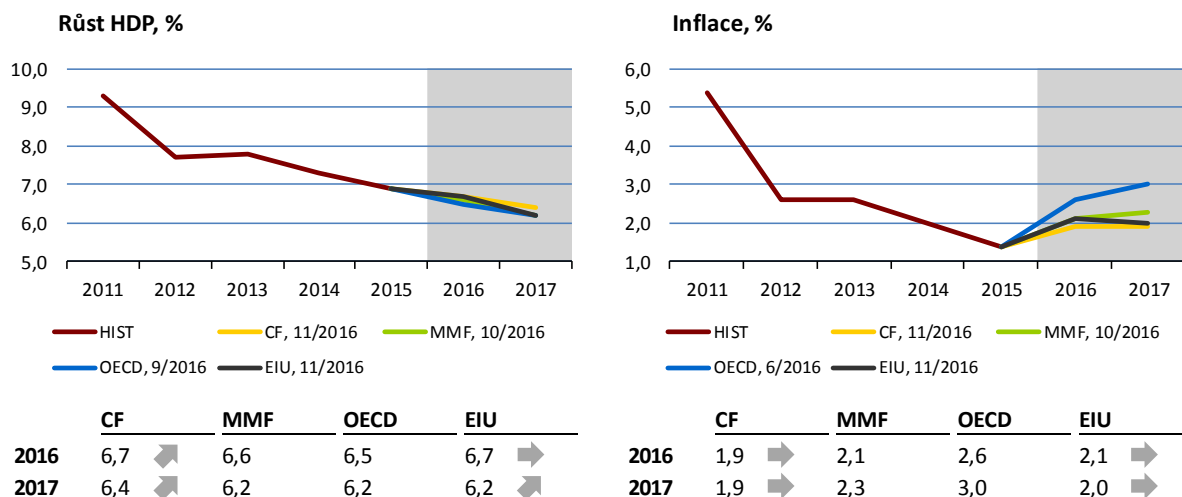 Růst HDP, %
10,0
9,0
8,0
7,0
6,0
5,0
2011 2012 2013 2014 2015 2016 2017
HIST CF, 11/2016 MMF, 10/2016
OECD, 9/2016 EIU, 11/2016
CF MMF OECD EIU
2016 6,7 6,6 6,5 6,7
2017 6,4 6,2 6,2 6,2
Inflace, %
6,0
5,0
4,0
3,0
2,0
1,0
2011 2012 2013 2014 2015 2016 2017
HIST CF, 11/2016 MMF, 10/2016
OECD, 6/2016 EIU, 11/2016
CF MMF OECD EIU
2016 1,9 2,1 2,6 2,1
2017 1,9 2,3 3,0 2,0